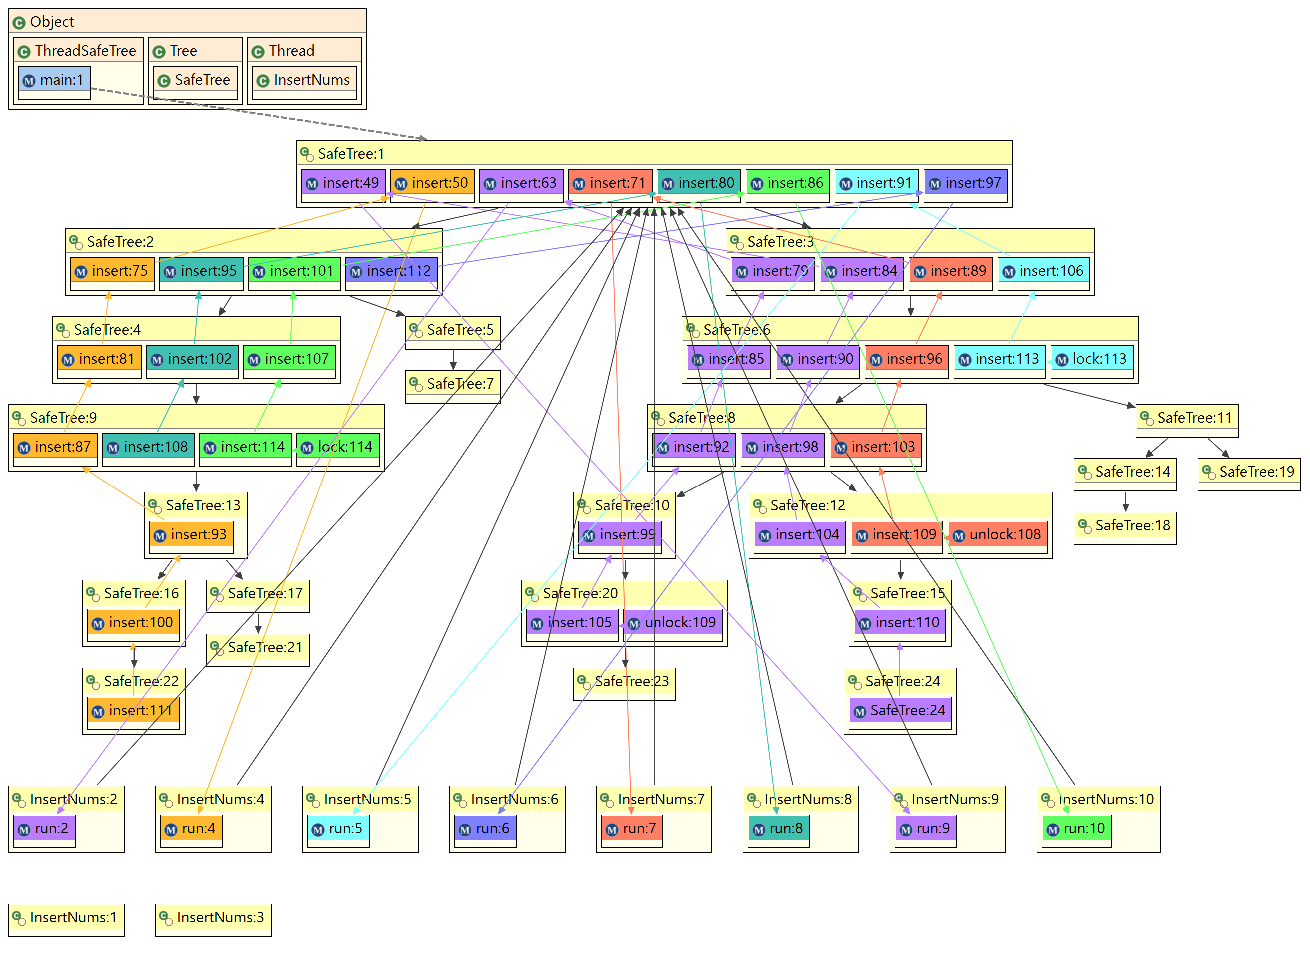 Object
ThreadSafeTree Tree Thread
main:1 SafeTree InsertNums
SafeTree:1
insert:49 insert:50 insert:63 insert:71 insert:80 insert:86 insert:91 insert:97
SafeTree:2 SafeTree:3
insert:75 insert:95 insert:101 insert:112 insert:79 insert:84 insert:89 insert:106
SafeTree:4 SafeTree:5 SafeTree:6
insert:81 insert:102 insert:107 insert:85 insert:90 insert:96 insert:113 lock:113
SafeTree:7
SafeTree:9 SafeTree:8 SafeTree:11
insert:87 insert:108 insert:114 lock:114 insert:92 insert:98 insert:103
SafeTree:14 SafeTree:19
SafeTree:13 SafeTree:10 SafeTree:12
SafeTree:18
insert:93 insert:99 insert:104 insert:109 unlock:108
SafeTree:16 SafeTree:17 SafeTree:20 SafeTree:15
insert:100 insert:105 unlock:109 insert:110
SafeTree:21
SafeTree:22 SafeTree:23 SafeTree:24
insert:111 SafeTree:24
InsertNums:2 InsertNums:4 InsertNums:5 InsertNums:6 InsertNums:7 InsertNums:8 InsertNums:9 InsertNums:10
run:2 run:4 run:5 run:6 run:7 run:8 run:9 run:10
InsertNums:1 InsertNums:3